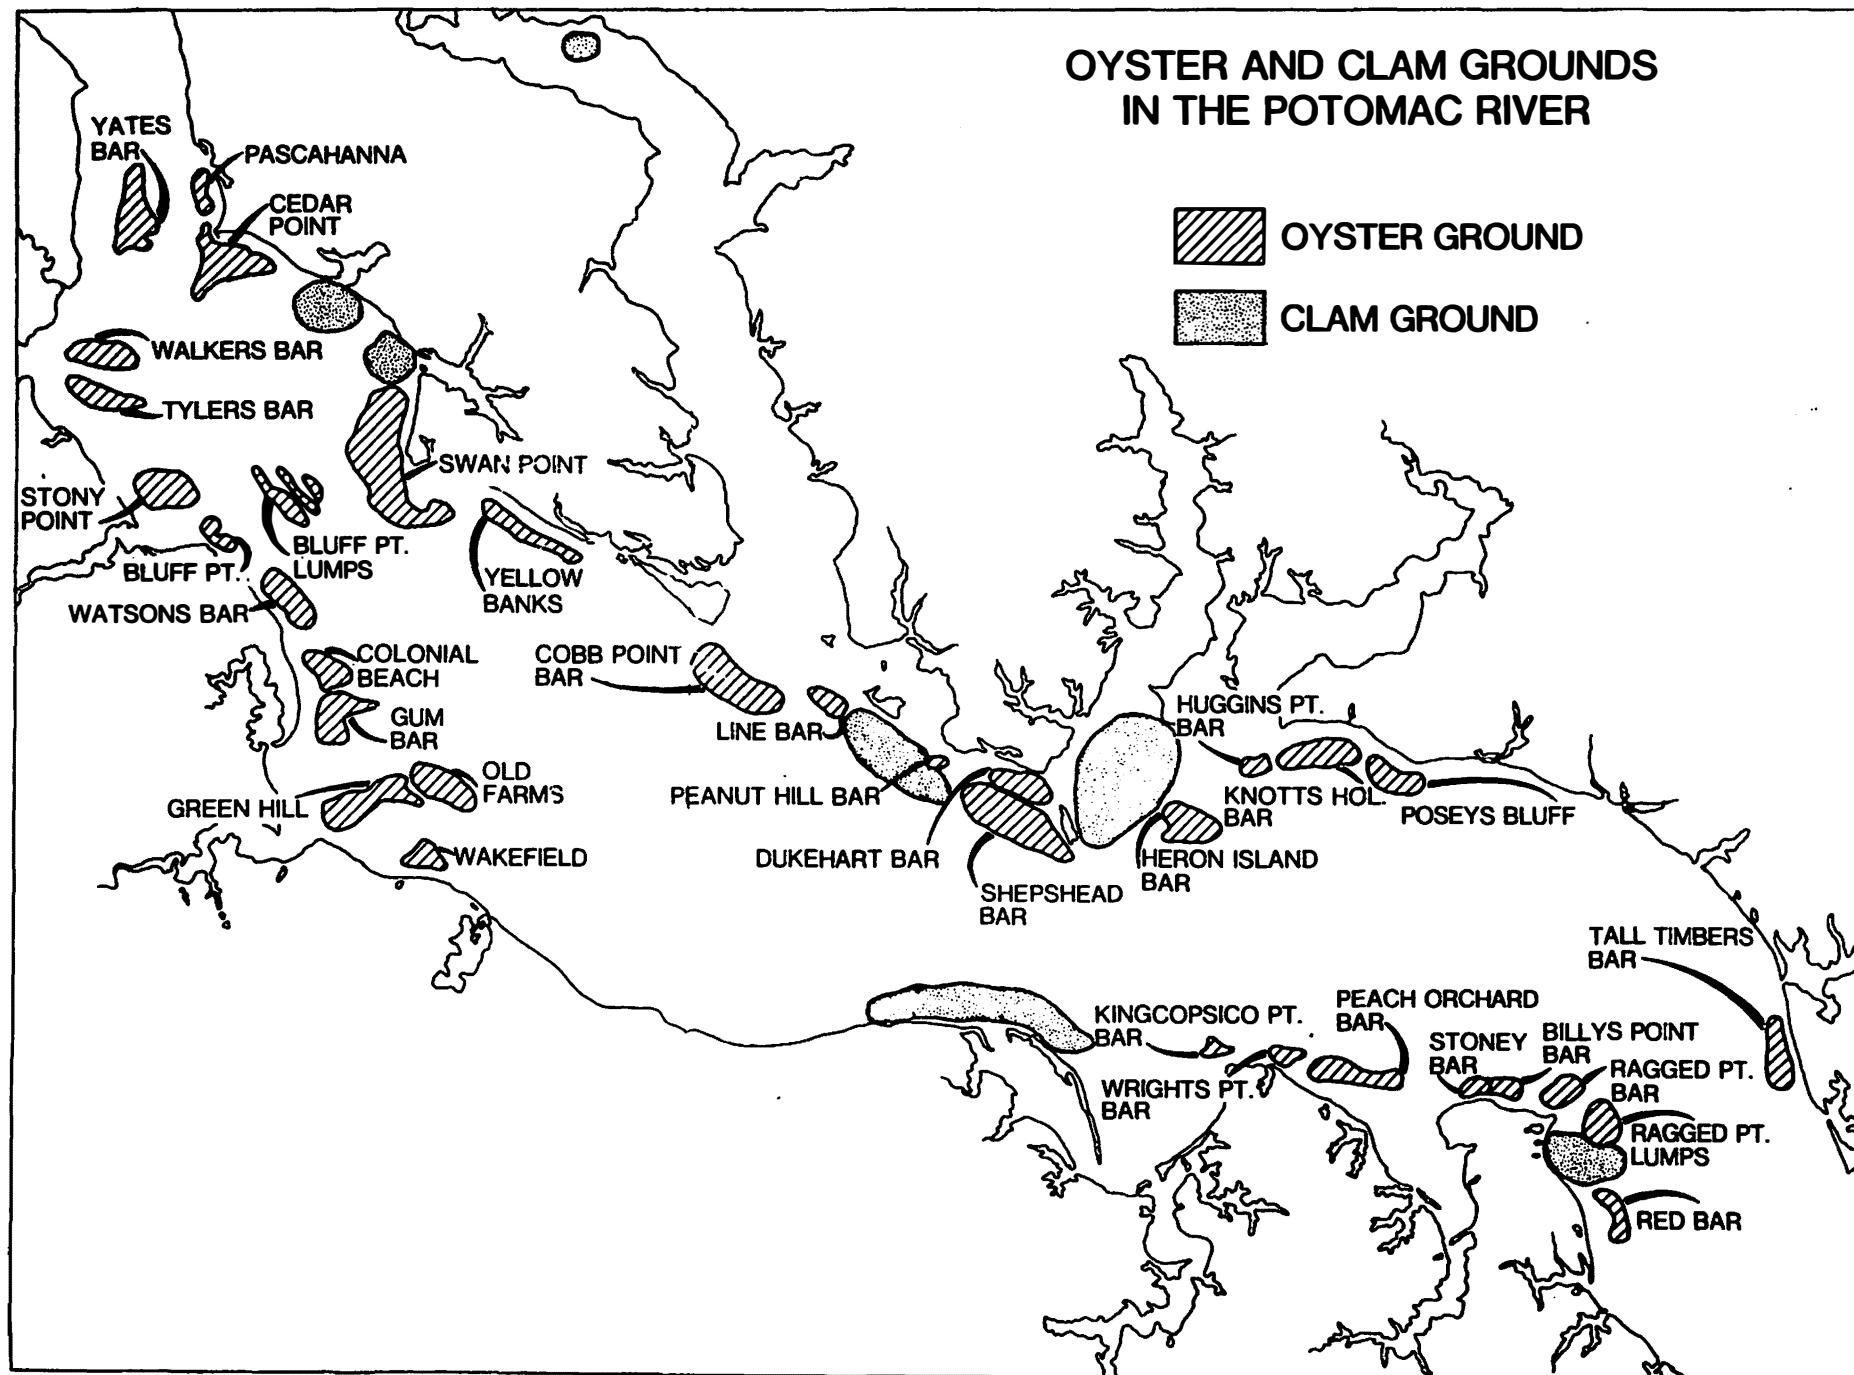 OYSTER AND CLAM GROUNDS
IN THE POTOMAC RIVER
OYSTER GROUND
CLAM GROUND
YATES
BAR
PASCAHANNA
CEDAR
POINT
WALKERS BAR
TYLERS BAR
SWAN POINT
STONY
POINT
BLUFF PT.
LUMPS
BLUFF PT.
YELLOW
BANKS
WATSONS BAR
COLONIAL
BEACH
COBB POINT
BAR
GUM
BAR
LINE BAR
HUGGINS PT.
BAR
OLD
FARMS
GREEN HILL
PEANUT HILL BAR
KNOTTS HOL.
BAR
POSEYS BLUFF
WAKEFIELD
DUKEHART BAR
HERON ISLAND
BAR
SHEPSHEAD
BAR
TALL TIMBERS
BAR
KINGCOPSICO PT.
BAR
PEACH ORCHARD
BAR
STONEY
BAR
BILLYS POINT
BAR
WRIGHTS PT.
BAR
RAGGED PT.
BAR
RAGGED PT.
LUMPS
RED BAR